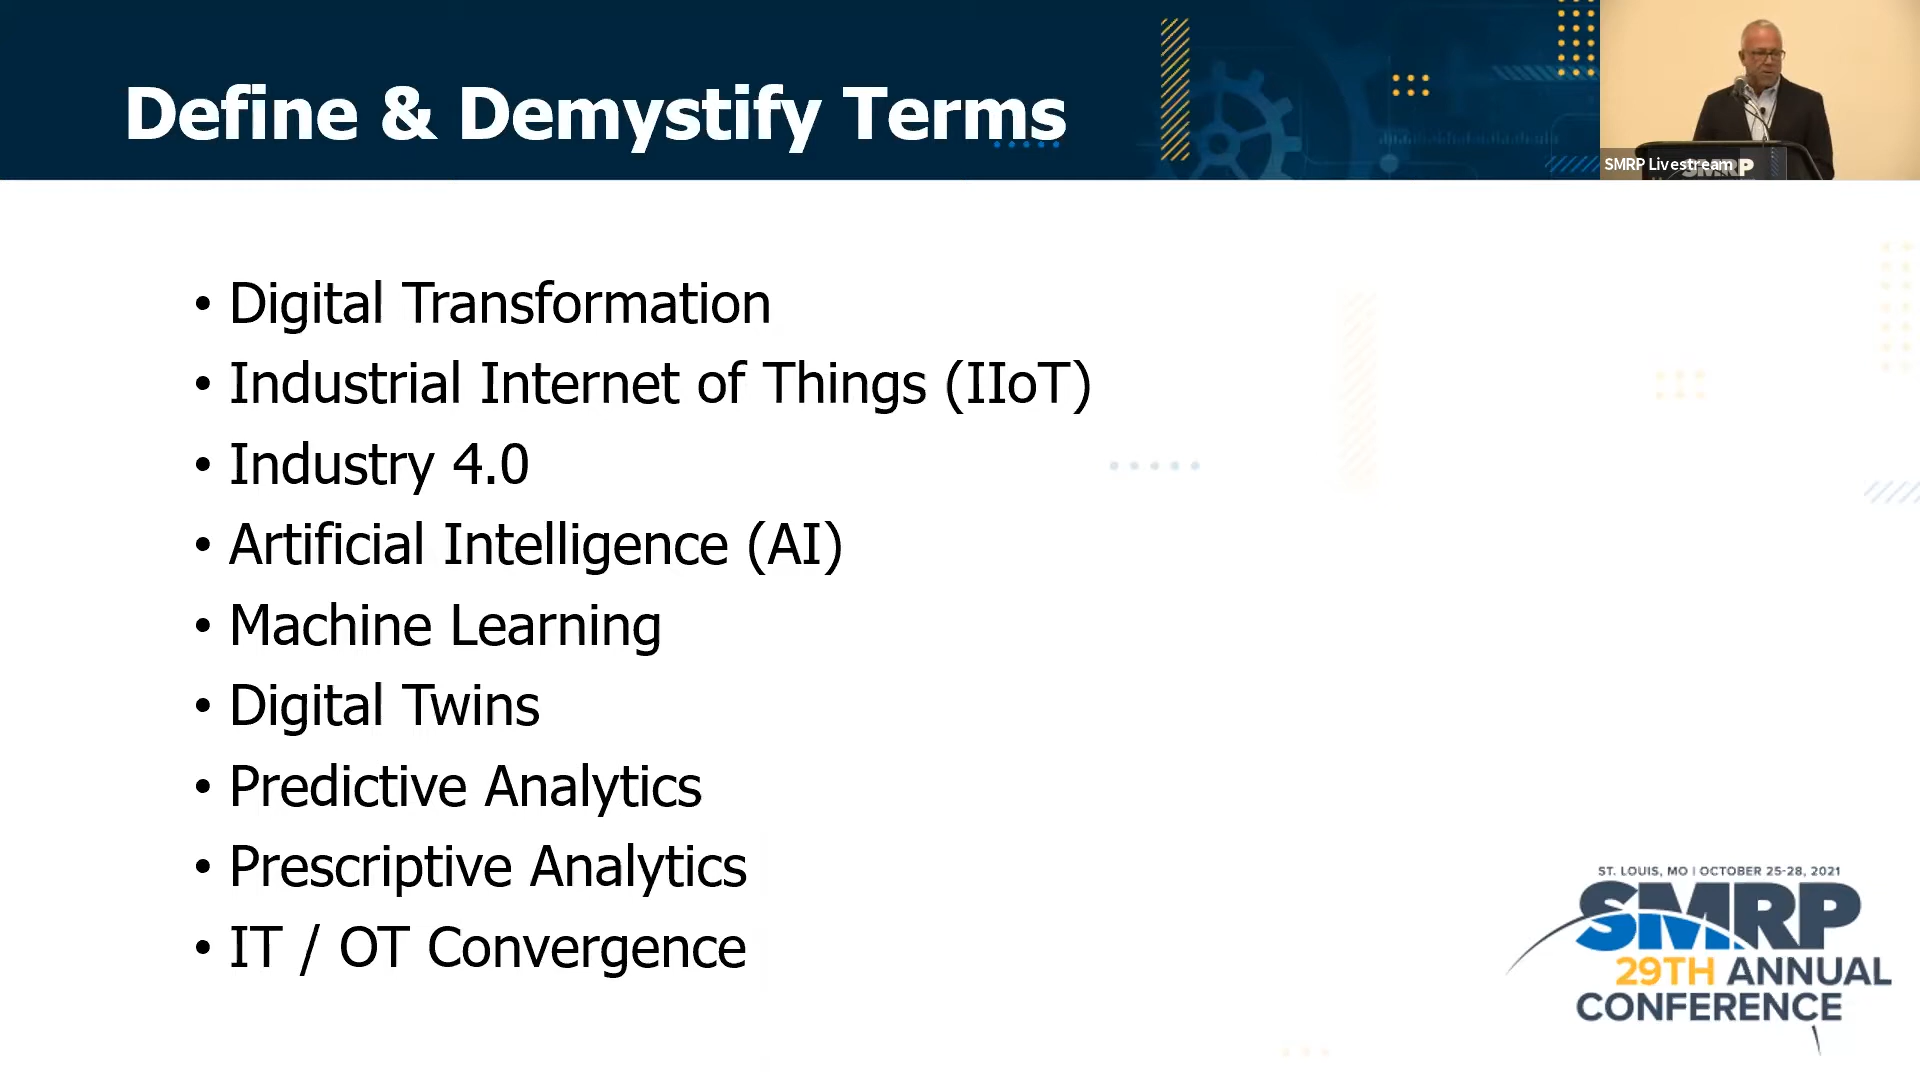 Define & Demystify Terms
SMRP Livestream
SMRP
• Digital Transformation
• Industrial Internet of Things (IIoT)
• Industry 4.0
• Artificial Intelligence (AI)
• Machine Learning
• Digital Twins
• Predictive Analytics
• Prescriptive Analytics
• IT / OT Convergence
ST. LOUIS, MO | OCTOBER 25-28, 2021
SMRP
29TH ANNUAL
CONFERENCE